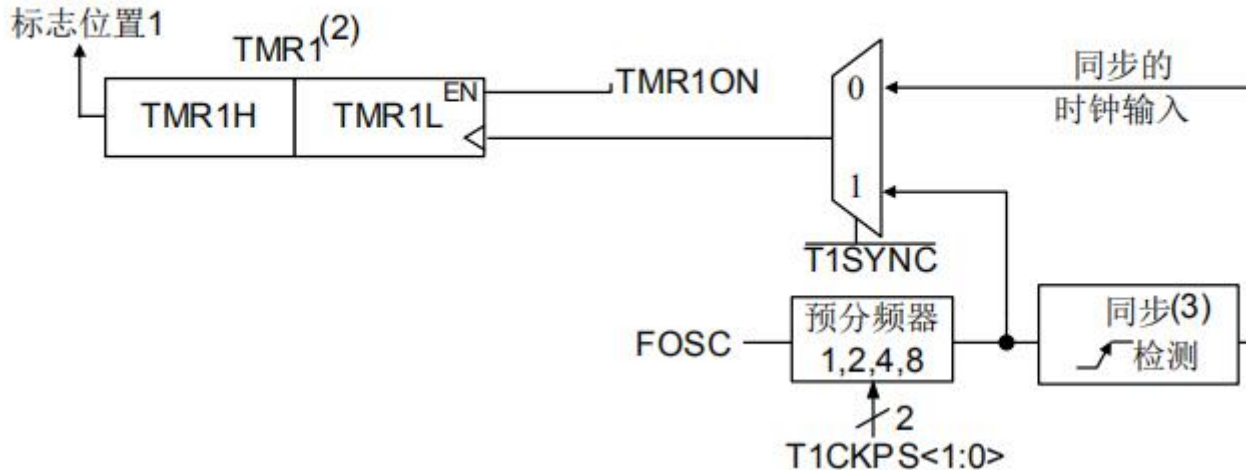 标志位置1
TMR1(2)
TMR1H
TMR1L
EN
TMR1ON
0
1
同步的
时钟输入
T1SYNC
FOSC
预分频器
1,2,4,8
同步(3)
检测
2
T1CKPS<1:0>